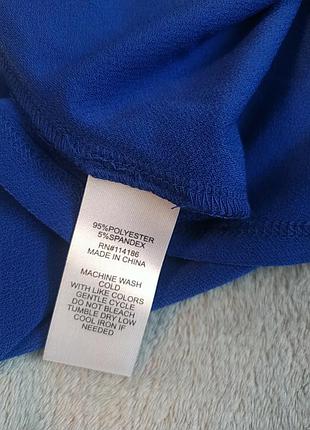 95%POLYESTER
5%SPANDEX
RN#114186
MADE IN CHINA
MACHINE WASH
COLD
WITH LIKE COLORS
GENTLE CYCLE
DO NOT BLEACH
TUMBLE DRY LOW
COOL IRON IF
NEEDED